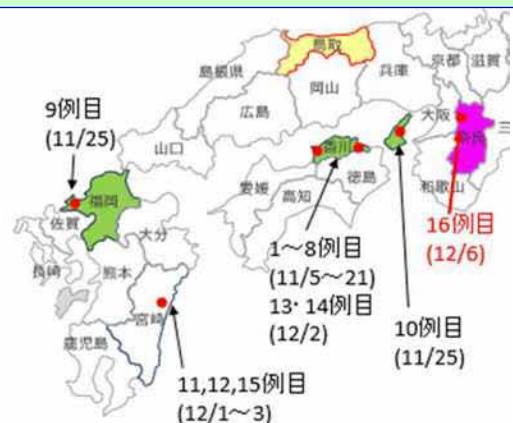 鳥取
島根県
岡山
兵庫
京都
滋賀
広島
大阪
奈良
三
9例目
(11/25)
山口
香川
徳島
和歌山
愛媛
高知
福岡
佐賀
大分
長崎
熊本
宮崎
鹿児島
1～8例目
(11/5～21)
13・14例目
(12/2)
10例目
(11/25)
16例目
(12/6)
11,12,15例目
(12/1～3)